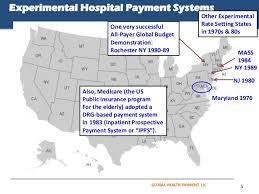 Experimental Hospital Payment Systems
Other Experimental
Rate Setting States
in 1970s & 80s
One very successful
All-Payer Global Budget
Demonstration:
Rochester NY 1980-89
MASS
1984
NY 1989
NJ 1980
Maryland 1976
Also, Medicare (the US
Public insurance program
For the elderly) adopted a
DRG-based payment system
In 1983 (Inpatient Prospective
Payment System or "IPPS").
GLOBAL HEALTH PAYMENT, LLC
5